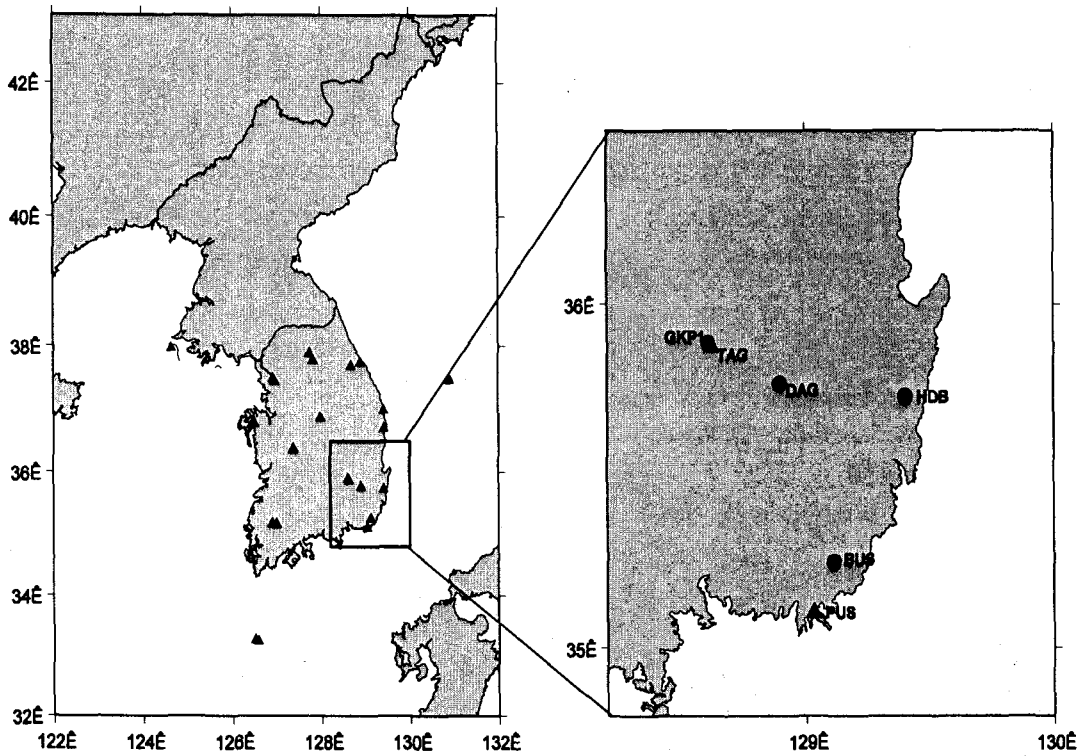 42É
40É
38É
36É
34É
32É
122É 124É 126É 128É 130É 132É
36É
35É
129É 130É
GKP1
TAG
DAG
HDB
BUS
PUS